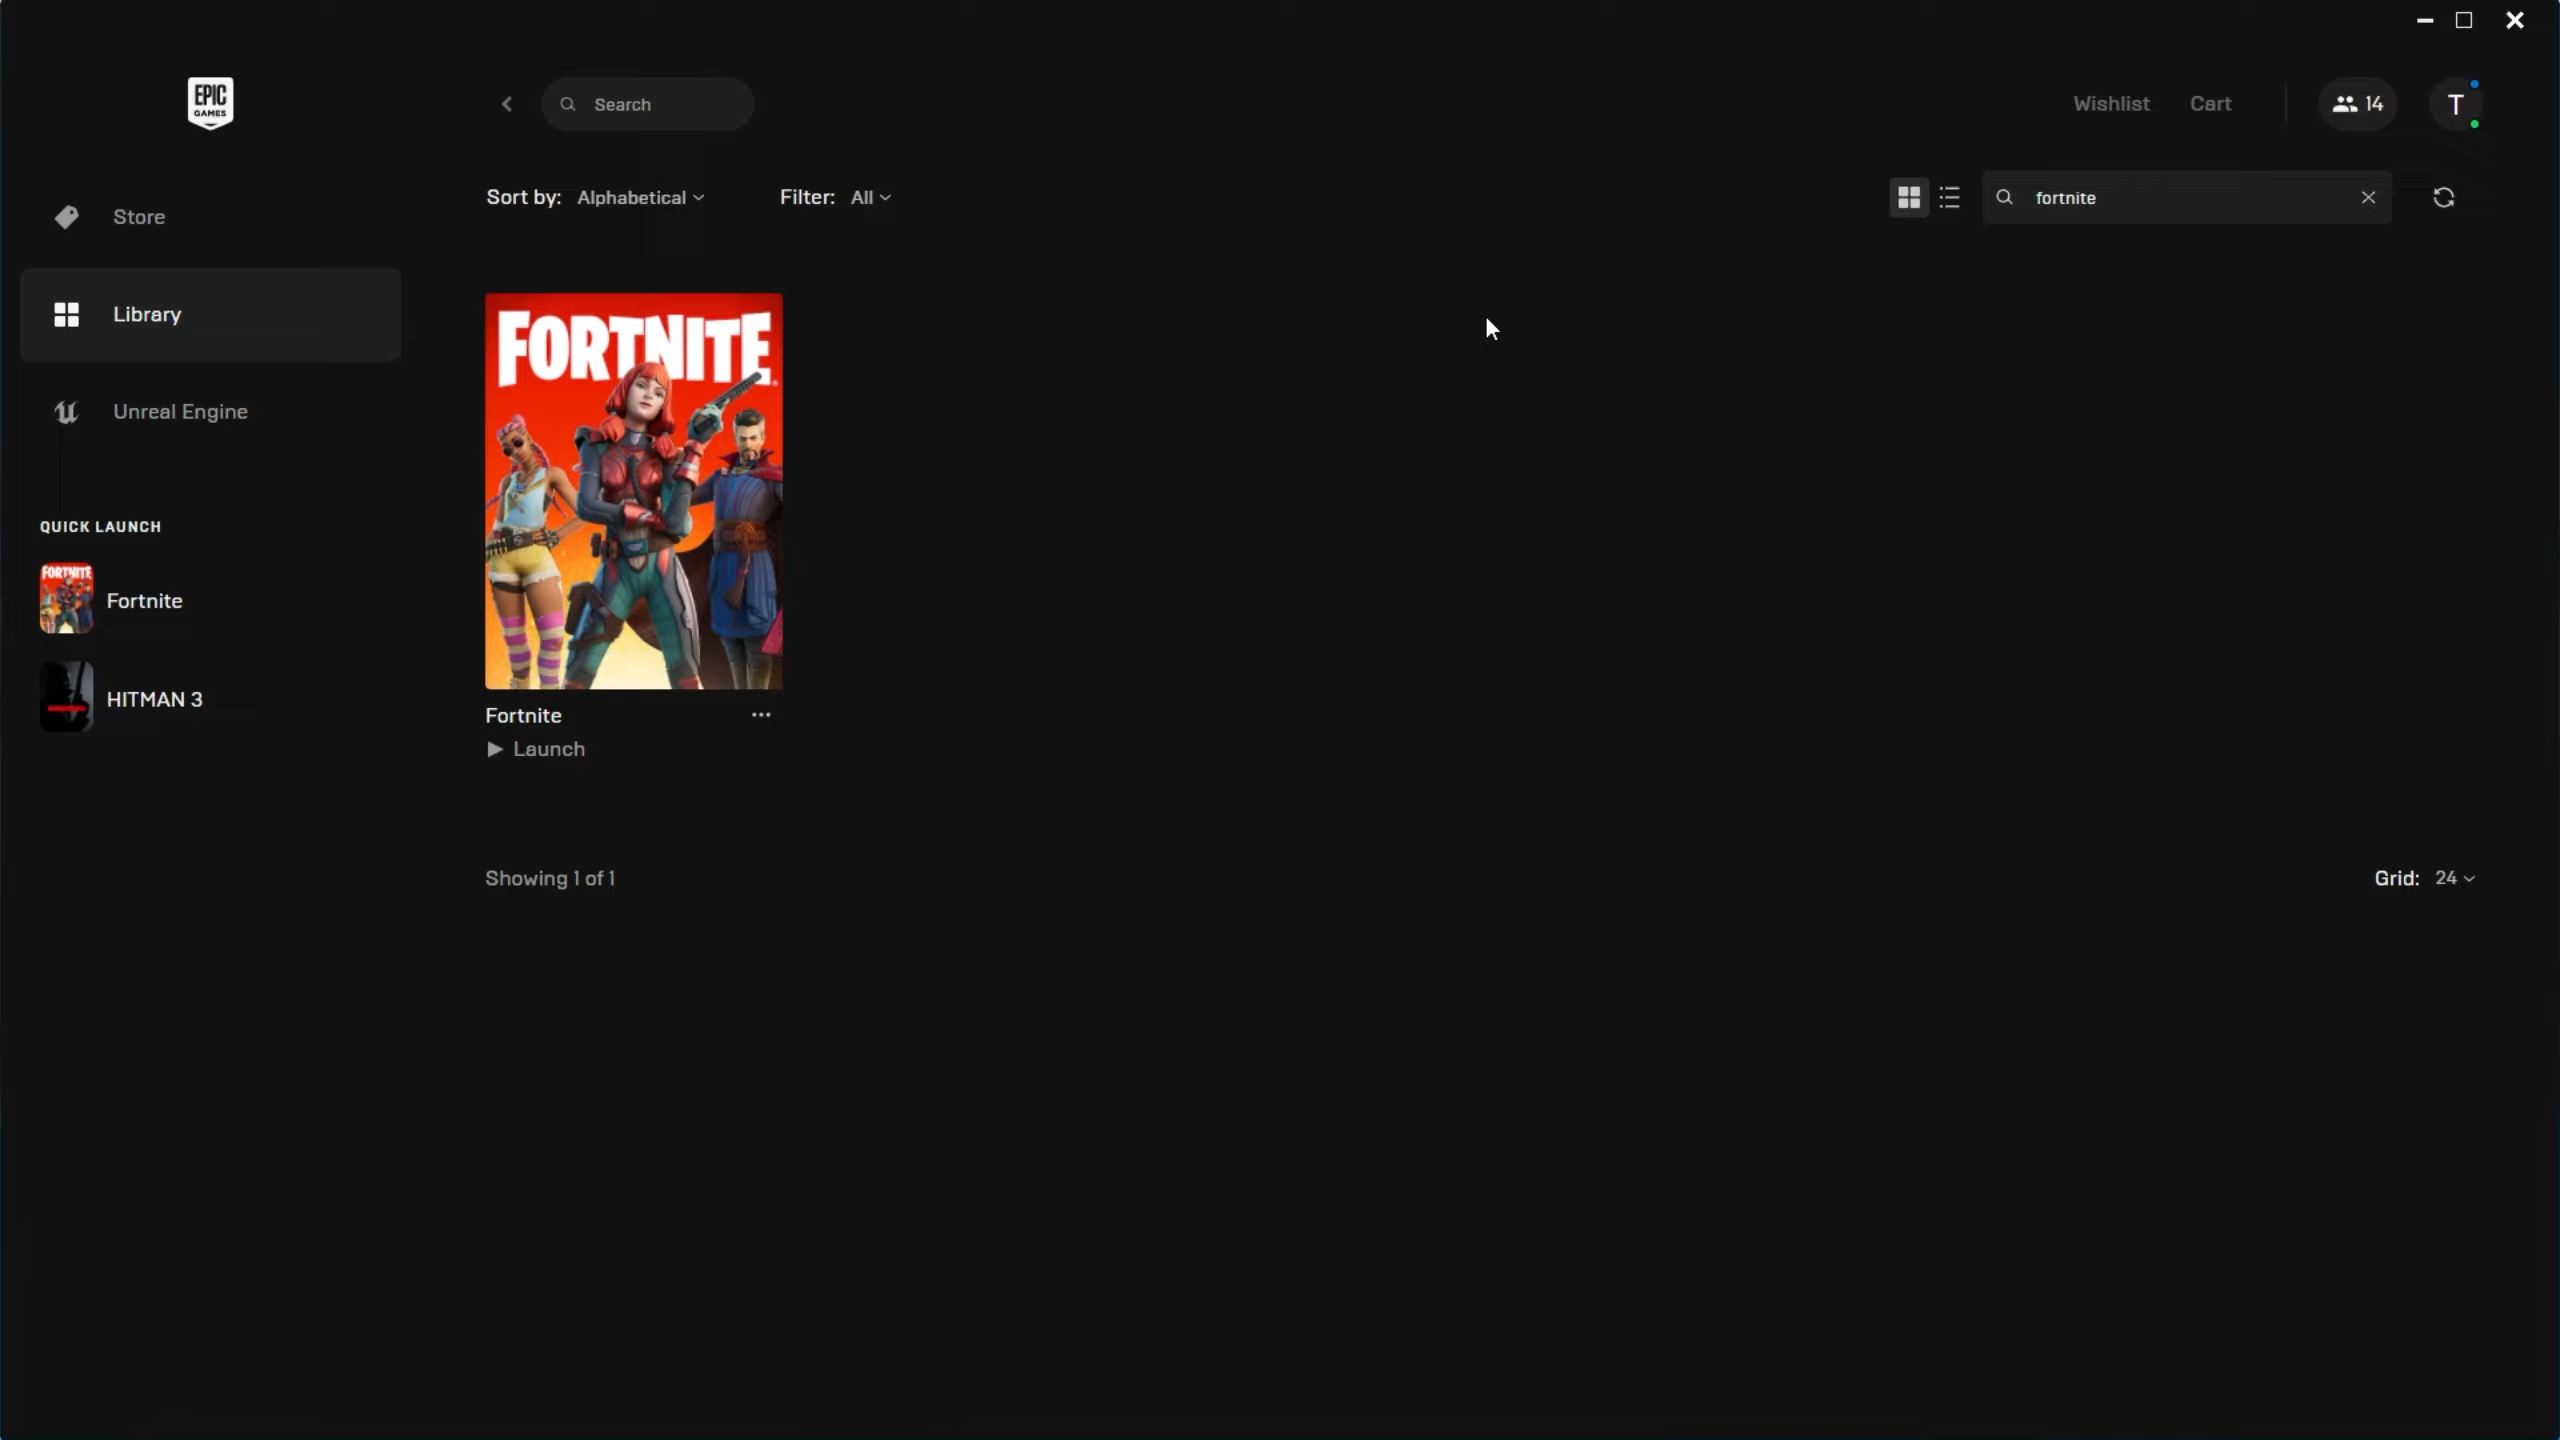 EPIC
GAMES
Search
Wishlist
Cart
14
T
Store
Library
Unreal Engine
QUICK LAUNCH
FORTNITE
Fortnite
HITMAN 3
Sort by: Alphabetical
Filter: All
fortnite
FORTNITE
Fortnite
Launch
Showing 1 of 1
Grid: 24